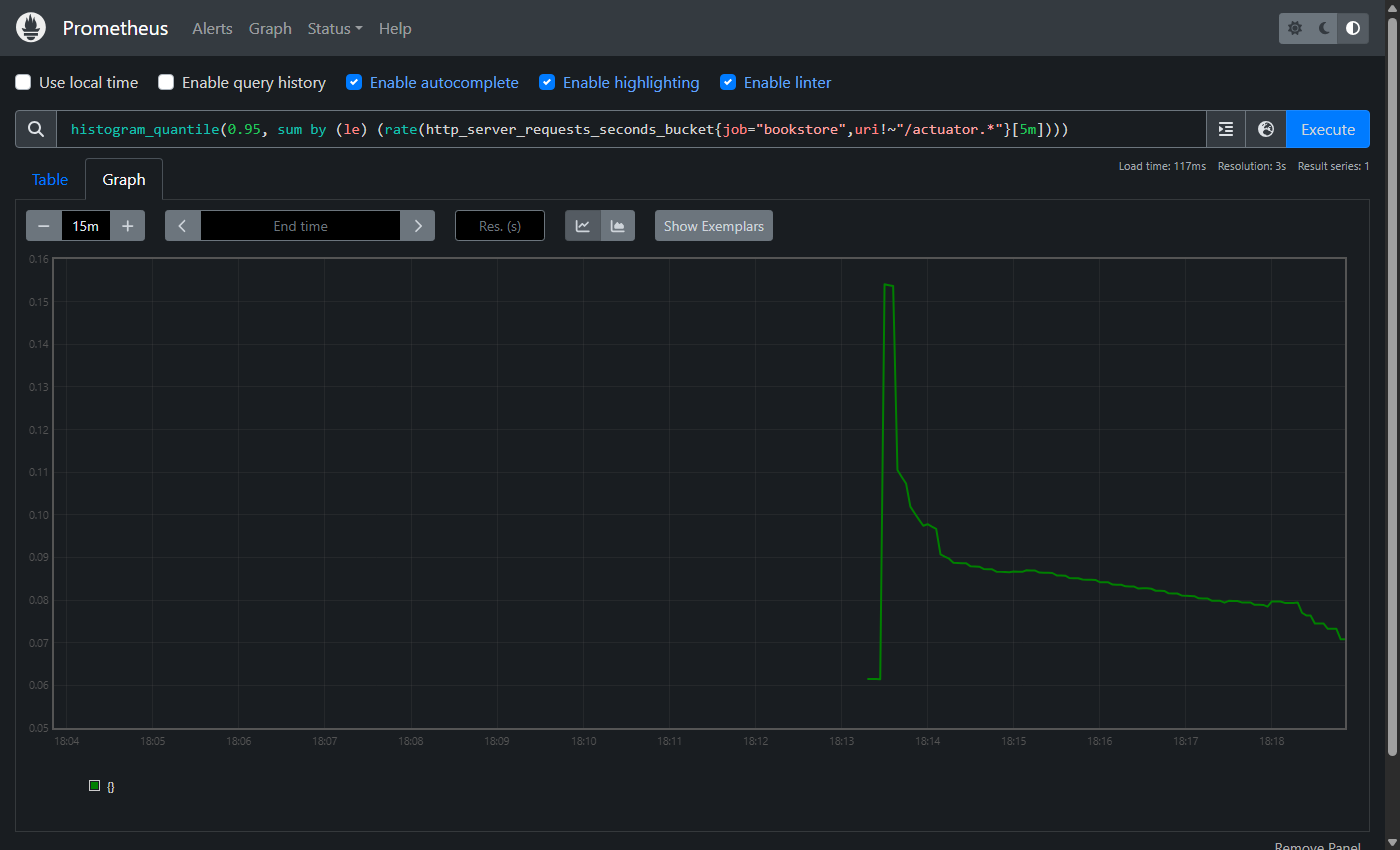 Prometheus Alerts Graph Status Help
Use local time Enable query history Enable autocomplete Enable highlighting Enable linter
histogram_quantile(0.95, sum by (le) (rate(http_server_requests_seconds_bucket{job="bookstore",uri!~"/actuator.*"}[5m]))) Execute
Load time: 117ms Resolution: 3s Result series: 1
Table Graph
15m End time Res. (s) Show Exemplars
0.16
0.15
0.14
0.13
0.12
0.11
0.10
0.09
0.08
0.07
0.06
0.05
18:04 18:05 18:06 18:07 18:08 18:09 18:10 18:11 18:12 18:13 18:14 18:15 18:16 18:17 18:18
{}
Remove Panel